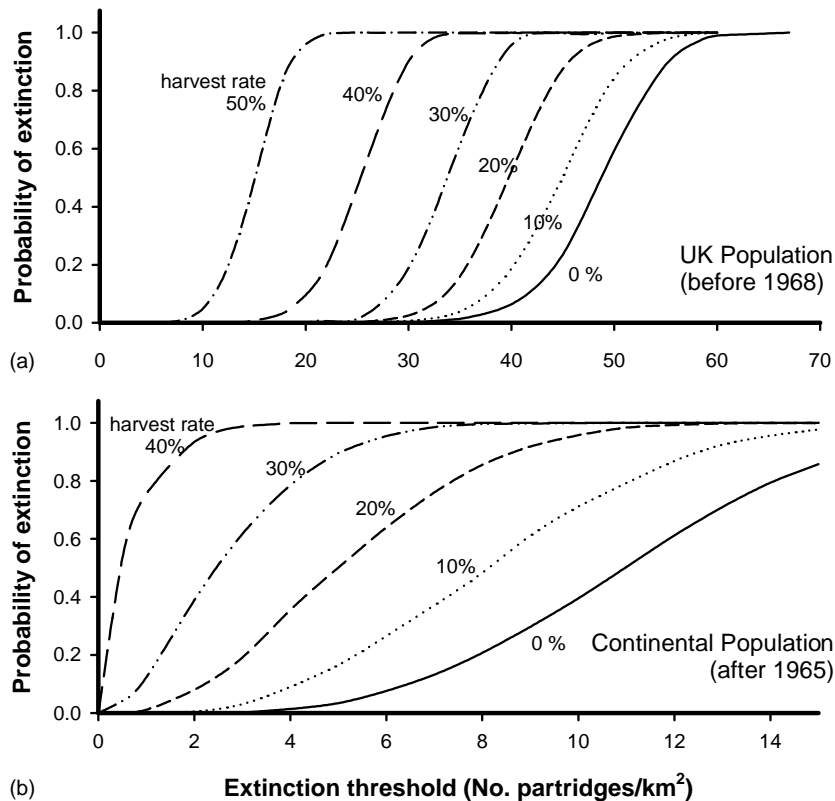 Probability of extinction
1.0
0.8
0.6
0.4
0.2
0.0
harvest rate
50%
40%
30%
20%
10%
0 %
UK Population
(before 1968)
0 10 20 30 40 50 60 70
(a)
Probability of extinction
1.0
0.8
0.6
0.4
0.2
0.0
harvest rate
40%
30%
20%
10%
0 %
Continental Population
(after 1965)
0 2 4 6 8 10 12 14
(b)
Extinction threshold (No. partridges/km²)